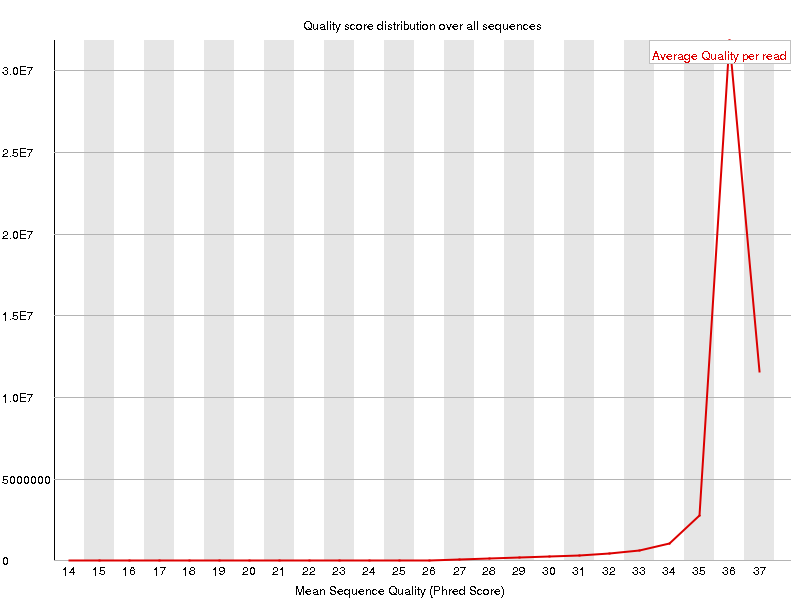 Quality score distribution over all sequences
Average Quality per read
3.0E7
2.5E7
2.0E7
1.5E7
1.0E7
5000000
0
14 15 16 17 18 19 20 21 22 23 24 25 26 27 28 29 30 31 32 33 34 35 36 37
Mean Sequence Quality (Phred Score)